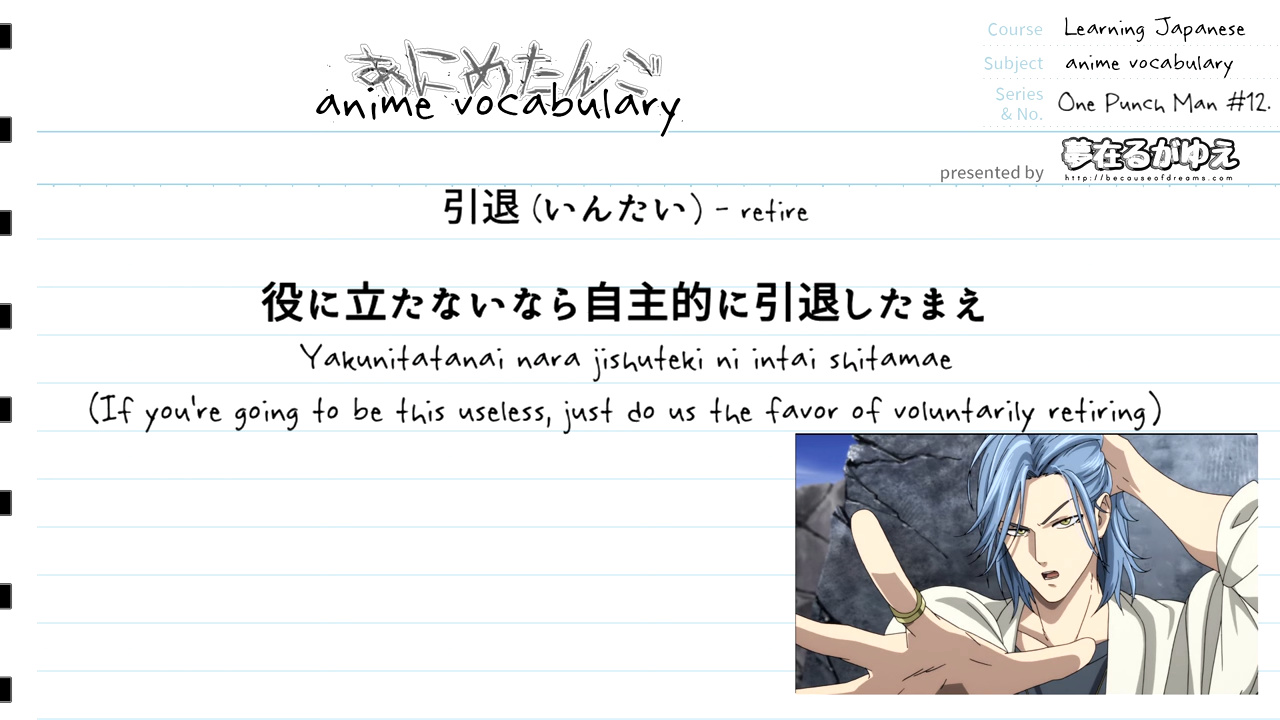 あにめたんご
anime vocabulary
Course Learning Japanese
Subject anime vocabulary
Series & No. One Punch Man #12.
presented by 夢在るがゆえ
http://becauseofdreams.com
引退 (いんたい) - retire
役に立たないなら自主的に引退したまえ
Yakunitatanai nara jishuteki ni intai shitamae
(If you're going to be this useless, just do us the favor of voluntarily retiring)